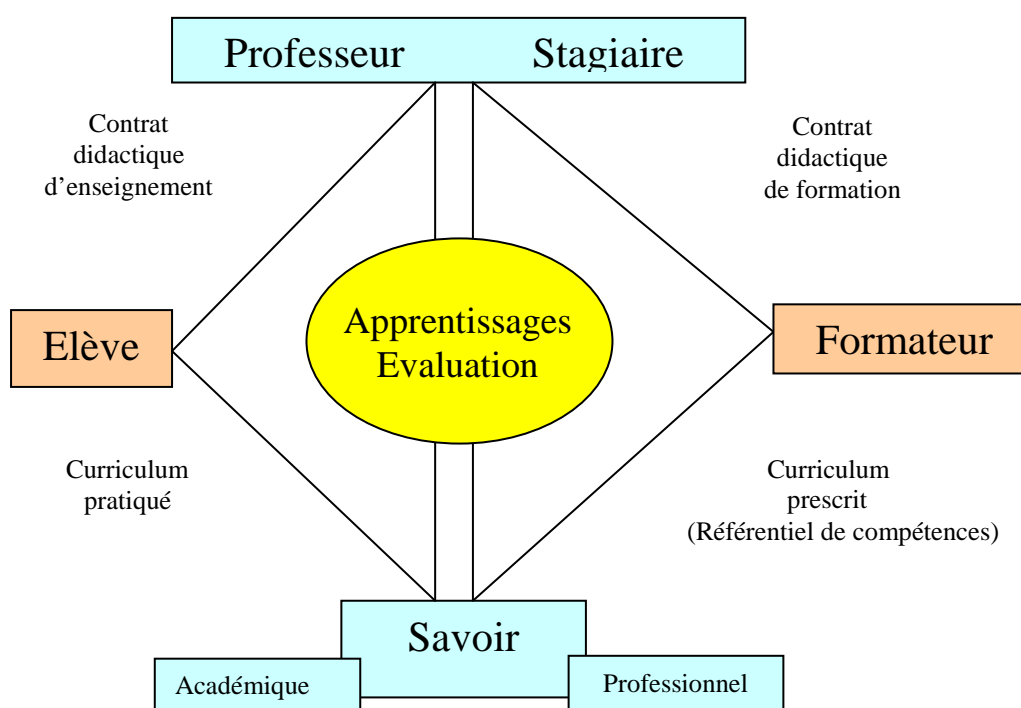 Professeur Stagiaire
Contrat
didactique
d'enseignement
Contrat
didactique
de formation
Apprentissages
Evaluation
Elève
Formateur
Curriculum
pratiqué
Curriculum
prescrit
(Référentiel de compétences)
Savoir
Académique
Professionnel